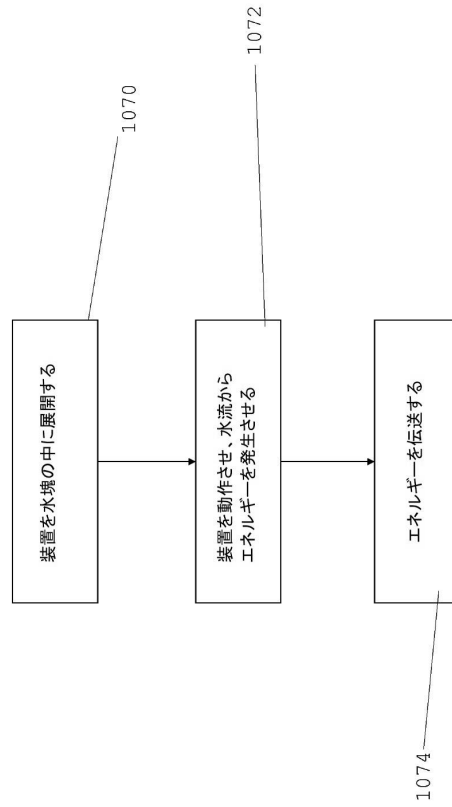 装置を水塊の中に展開する
1070
装置を動作させ、水流から
エネルギーを発生させる
1072
エネルギーを伝送する
1074